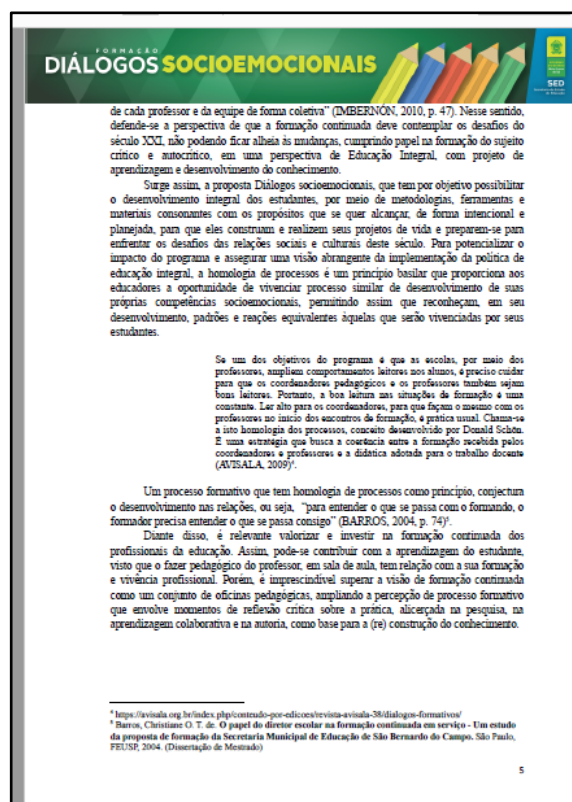 FORMAÇÃO
DIÁLOGOS SOCIOEMOCIONAIS
SED
de cada professor e da equipe de forma coletiva” (IMBERNÓN, 2010, p. 47). Nesse sentido,
defende-se a perspectiva de que a formação continuada deve contemplar os desafios do
século XXI, não podendo ficar alheia às mudanças, cumprindo papel na formação do sujeito
crítico e autocrítico, em uma perspectiva de Educação Integral, com projeto de
aprendizagem e desenvolvimento do conhecimento.
Surge assim, a proposta Diálogos socioemocionais, que tem por objetivo possibilitar
o desenvolvimento integral dos estudantes, por meio de metodologias, ferramentas e
materiais consonantes com os propósitos que se quer alcançar, de forma intencional e
planejada, para que eles construam e realizem seus projetos de vida e preparem-se para
enfrentar os desafios das relações sociais e culturais deste século. Para potencializar o
impacto do programa e assegurar uma visão abrangente da implementação da política de
educação integral, a homologia de processos é um princípio basilar que proporciona aos
educadores a oportunidade de vivenciar processo similar de desenvolvimento de suas
próprias competências socioemocionais, permitindo assim que reconheçam, em seu
desenvolvimento, padrões e reações equivalentes àquelas que serão vivenciadas por seus
estudantes.
Se um dos objetivos do programa é que as escolas, por meio dos
professores, ampliem comportamentos leitores nos alunos, é preciso cuidar
para que os coordenadores pedagógicos e os professores também sejam
bons leitores. Portanto, a boa leitura nas situações de formação é uma
constante. Ler alto para os coordenadores, para que façam o mesmo com os
professores no início dos encontros de formação, é prática usual. Chama-se
a isto homologia dos processos, conceito desenvolvido por Donald Schön.
É uma estratégia que busca a coerência entre a formação recebida pelos
coordenadores e professores e a didática adotada para o trabalho docente
(AVISALA, 2009)⁴.
Um processo formativo que tem homologia de processos como princípio, conjectura
o desenvolvimento nas relações, ou seja, “para entender o que se passa com o formando, o
formador precisa entender o que se passa consigo” (BARROS, 2004, p. 74)⁵.
Diante disso, é relevante valorizar e investir na formação continuada dos
profissionais da educação. Assim, pode-se contribuir com a aprendizagem do estudante,
visto que o fazer pedagógico do professor, em sala de aula, tem relação com a sua formação
e vivência profissional. Porém, é imprescindível superar a visão de formação continuada
como um conjunto de oficinas pedagógicas, ampliando a percepção de processo formativo
que envolve momentos de reflexão crítica sobre a prática, alicerçada na pesquisa, na
aprendizagem colaborativa e na autoria, como base para a (re) construção do conhecimento.
⁴ https://avisala.org.br/index.php/conteudo-por-edicoes/revista-avisala-38/dialogos-formativos/
⁵ Barros, Christiane O. T. de. O papel do diretor escolar na formação continuada em serviço - Um estudo
da proposta de formação da Secretaria Municipal de Educação de São Bernardo do Campo. São Paulo,
FEUSP, 2004. (Dissertação de Mestrado)
5